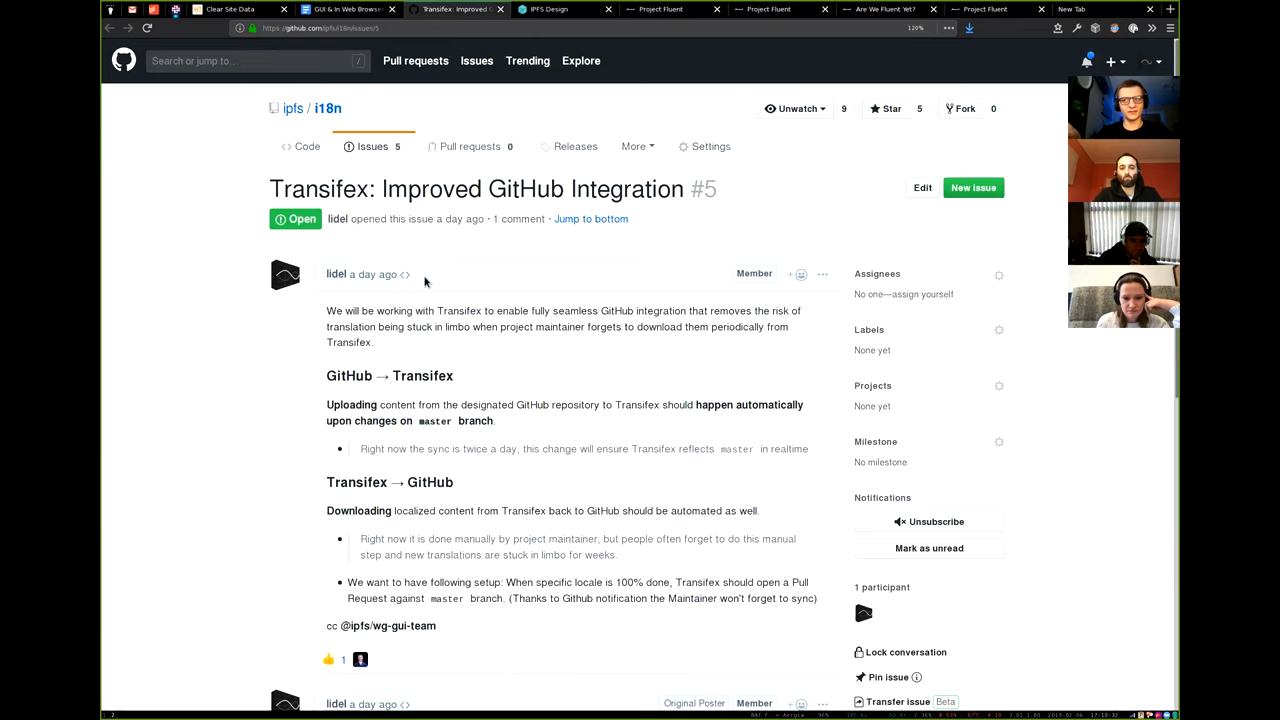 Clear Site Data
GUI & In Web Browser
Transifex: Improved G
IPFS Design
Project Fluent
Project Fluent
Are We Fluent Yet?
Project Fluent
New Tab
https://github.com/ipfs/i18n/issues/5
120%
Search or jump to...
/
Pull requests
Issues
Trending
Explore
ipfs / i18n
Unwatch
9
Star
5
Fork
0
<> Code
Issues 5
Pull requests 0
Releases
More
Settings
Transifex: Improved GitHub Integration #5
Edit
New issue
Open
lidel opened this issue a day ago · 1 comment · Jump to bottom
lidel a day ago <>
Member
We will be working with Transifex to enable fully seamless GitHub integration that removes the risk of
translation being stuck in limbo when project maintainer forgets to download them periodically from
Transifex.
GitHub → Transifex
Uploading content from the designated GitHub repository to Transifex should happen automatically
upon changes on master branch.
Right now the sync is twice a day, this change will ensure Transifex reflects master in realtime
Transifex → GitHub
Downloading localized content from Transifex back to GitHub should be automated as well.
Right now it is done manually by project maintainer, but people often forget to do this manual
step and new translations are stuck in limbo for weeks.
We want to have following setup: When specific locale is 100% done, Transifex should open a Pull
Request against master branch. (Thanks to Github notification the Maintainer won't forget to sync)
cc @ipfs/wg-gui-team
1
lidel a day ago <>
Original Poster
Member
Assignees
No one—assign yourself
Labels
None yet
Projects
None yet
Milestone
No milestone
Notifications
Unsubscribe
Mark as unread
1 participant
Lock conversation
Pin issue
Transfer issue Beta